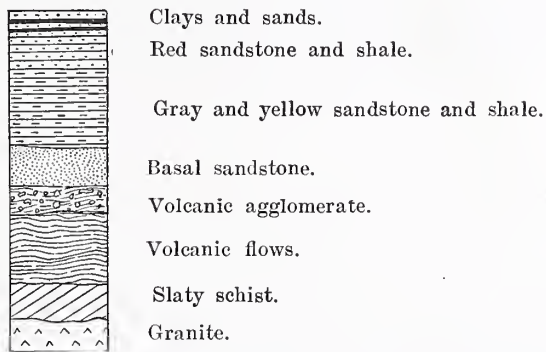 Clays and sands.
Red sandstone and shale.
Gray and yellow sandstone and shale.
Basal sandstone.
Volcanic agglomerate.
Volcanic flows.
Slaty schist.
Granite.